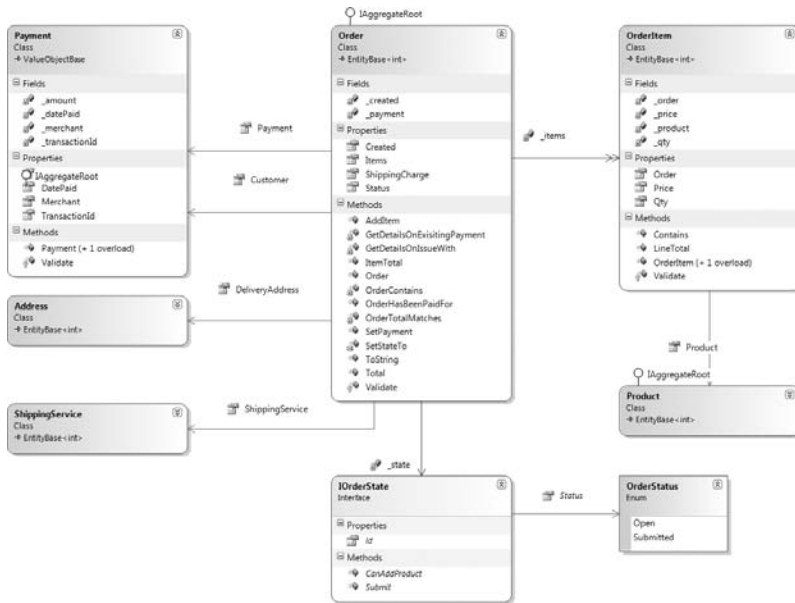 IAggregateRoot
Payment
Class
ValueObjectBase
Fields
_amount
_datePaid
_merchant
_transactionId
Properties
IAggregateRoot
DatePaid
Merchant
TransactionId
Methods
Payment (+ 1 overload)
Validate
Payment
Customer
DeliveryAddress
ShippingService
Address
Class
EntityBase<int>
ShippingService
Class
EntityBase<int>
Order
Class
EntityBase<int>
Fields
_created
_payment
Properties
Created
Items
ShippingCharge
Status
Methods
AddItem
GetDetailsOnExisitingPayment
GetDetailsOnIssueWith
ItemTotal
Order
OrderContains
OrderHasBeenPaidFor
OrderTotalMatches
SetPayment
SetStateTo
ToString
Total
Validate
_items
OrderItem
Class
EntityBase<int>
Fields
_order
_price
_product
_qty
Properties
Order
Price
Qty
Methods
Contains
LineTotal
OrderItem (+ 1 overload)
Validate
Product
IAggregateRoot
Product
Class
EntityBase<int>
_state
IOrderState
Interface
Properties
Id
Methods
CanAddProduct
Submit
Status
OrderStatus
Enum
Open
Submitted